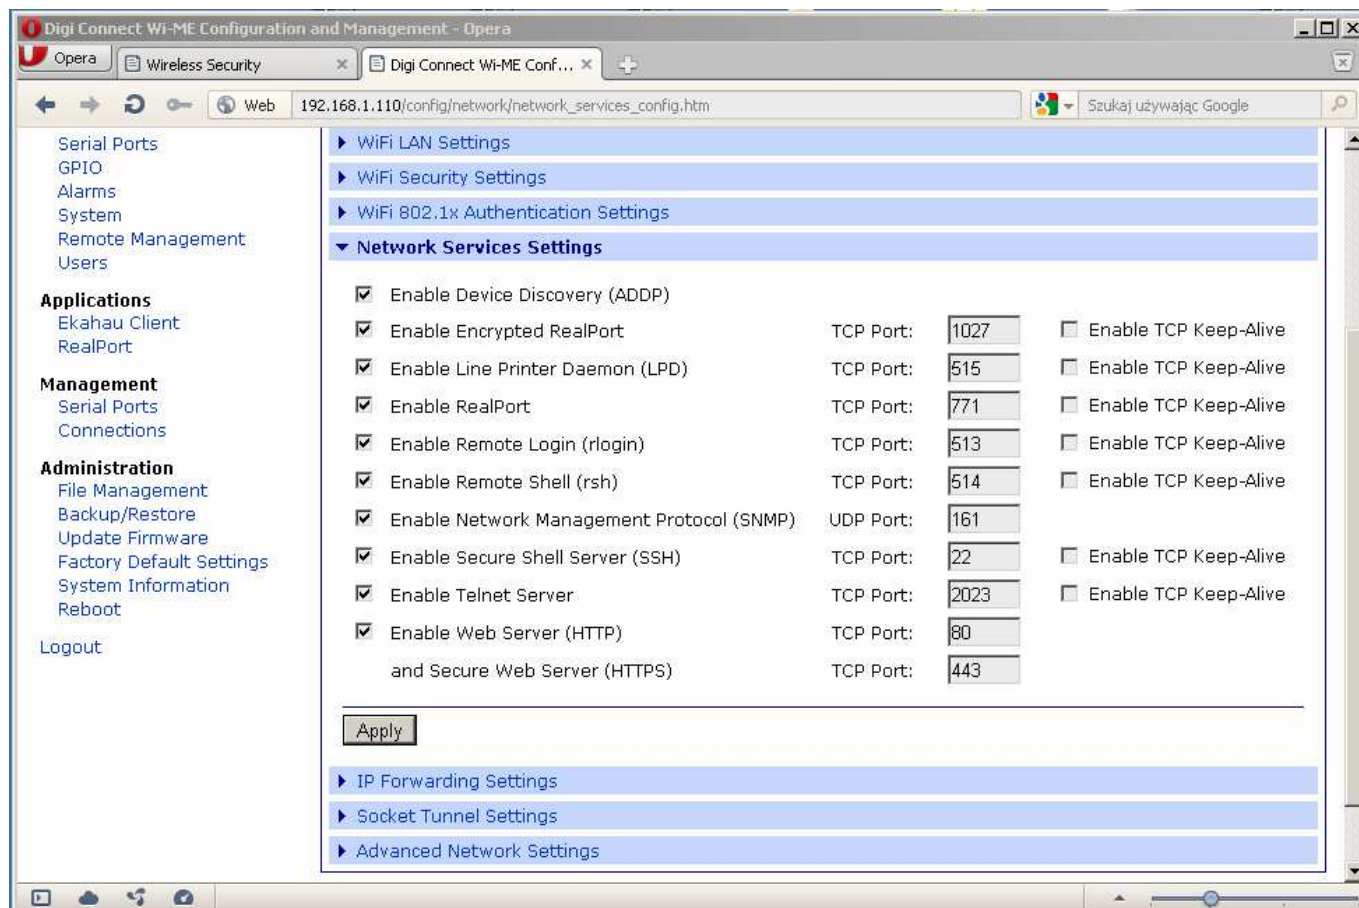 Digi Connect Wi-ME Configuration and Management - Opera
Opera Wireless Security Digi Connect Wi-ME Conf...
Web 192.168.1.110/config/network/network_services_config.htm Szukaj używając Google
Serial Ports
GPIO
Alarms
System
Remote Management
Users
Applications
Ekahau Client
RealPort
Management
Serial Ports
Connections
Administration
File Management
Backup/Restore
Update Firmware
Factory Default Settings
System Information
Reboot
Logout
WiFi LAN Settings
WiFi Security Settings
WiFi 802.1x Authentication Settings
Network Services Settings
Enable Device Discovery (ADDP)
Enable Encrypted RealPort TCP Port: 1027 Enable TCP Keep-Alive
Enable Line Printer Daemon (LPD) TCP Port: 515 Enable TCP Keep-Alive
Enable RealPort TCP Port: 771 Enable TCP Keep-Alive
Enable Remote Login (rlogin) TCP Port: 513 Enable TCP Keep-Alive
Enable Remote Shell (rsh) TCP Port: 514 Enable TCP Keep-Alive
Enable Network Management Protocol (SNMP) UDP Port: 161
Enable Secure Shell Server (SSH) TCP Port: 22 Enable TCP Keep-Alive
Enable Telnet Server TCP Port: 2023 Enable TCP Keep-Alive
Enable Web Server (HTTP) TCP Port: 80
and Secure Web Server (HTTPS) TCP Port: 443
Apply
IP Forwarding Settings
Socket Tunnel Settings
Advanced Network Settings